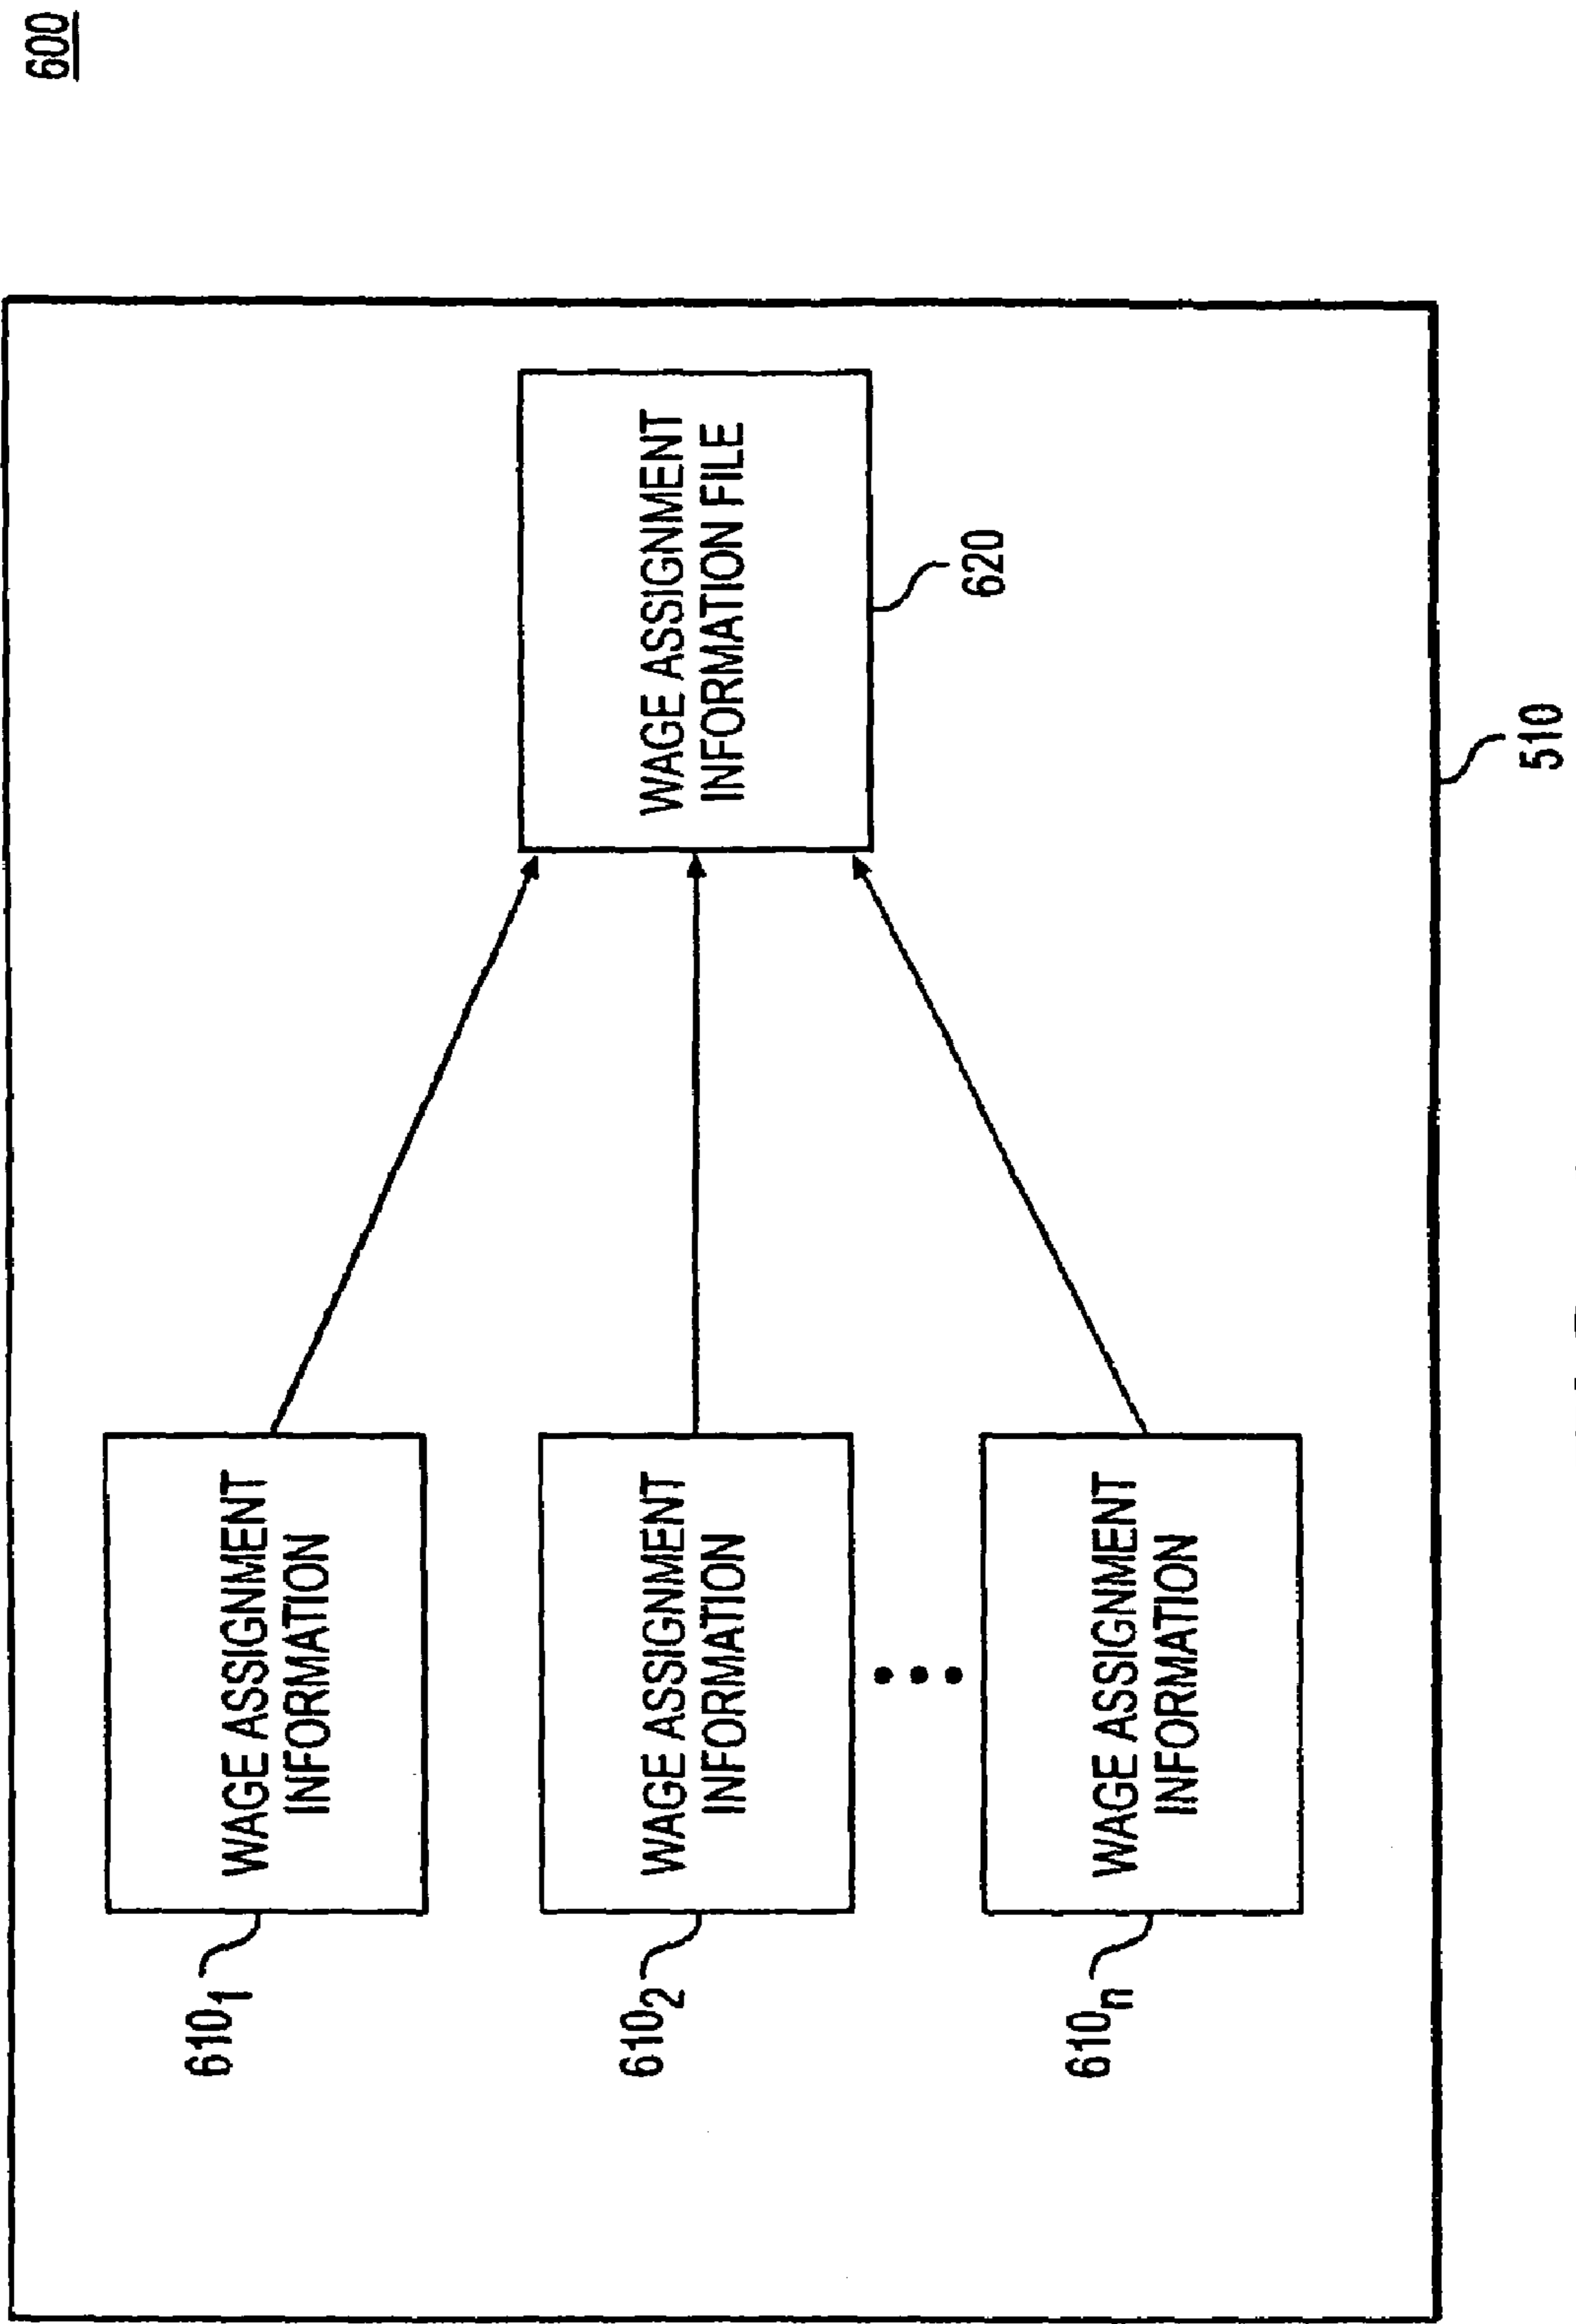 600
WAGE ASSIGNMENT
INFORMATION
610₁
WAGE ASSIGNMENT
INFORMATION
610₂
WAGE ASSIGNMENT
INFORMATION
610ₙ
WAGE ASSIGNMENT
INFORMATION FILE
620
510